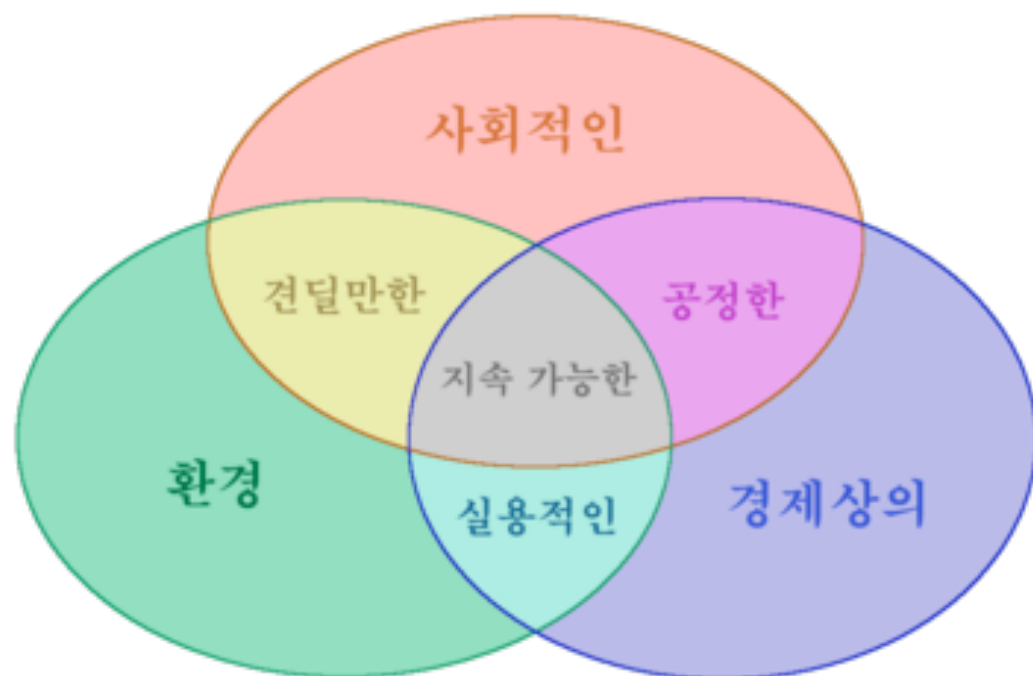 사회적인
견딜만한
공정한
지속 가능한
환경
실용적인
경제상의